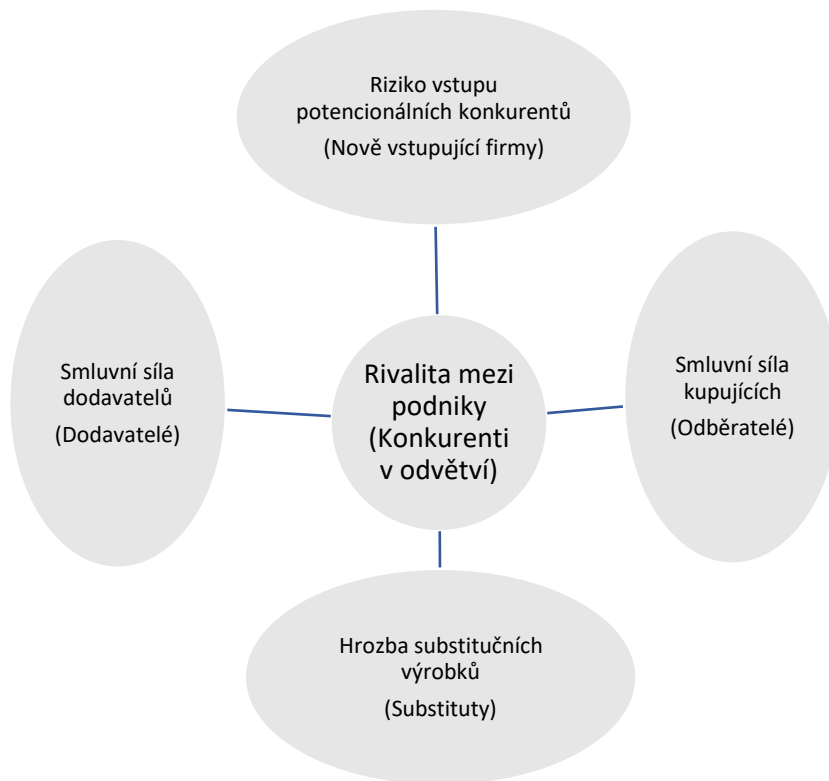 Riziko vstupu
potencionálních konkurentů
(Nově vstupující firmy)
Smluvní síla
dodavatelů
(Dodavatelé)
Rivalita mezi
podniky
(Konkurenti
v odvětví)
Smluvní síla
kupujících
(Odběratelé)
Hrozba substitučních
výrobků
(Substituty)